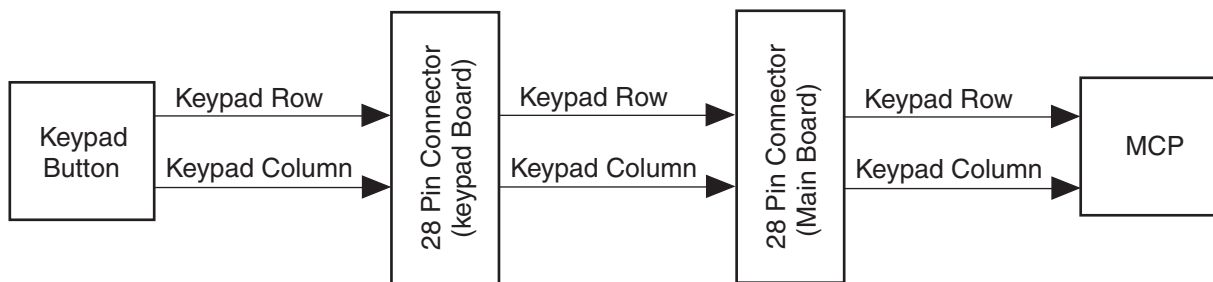 Keypad
Button
Keypad Row
Keypad Column
28 Pin Connector
(keypad Board)
Keypad Row
Keypad Column
28 Pin Connector
(Main Board)
Keypad Row
Keypad Column
MCP